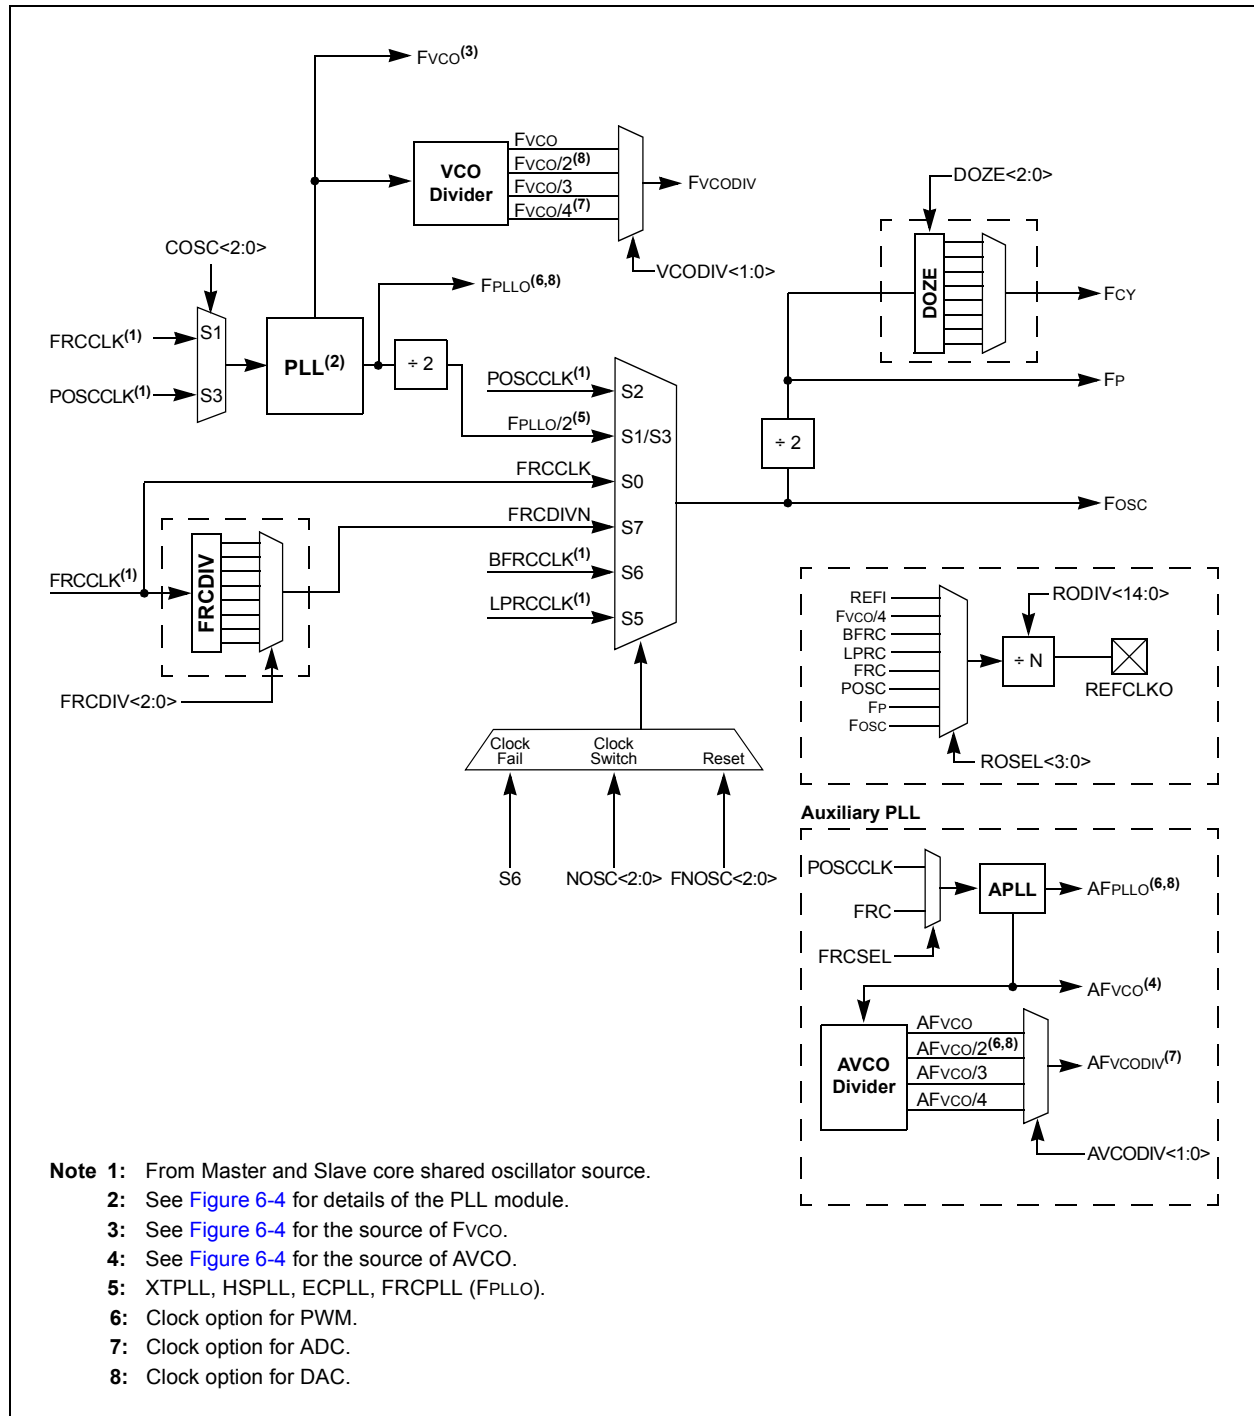 FVCO(3)
VCO Divider
FVCO
FVCO/2(8)
FVCO/3
FVCO/4(7)
FVCODIV
VCODIV<1:0>
DOZE<2:0>
DOZE
FCY
COSC<2:0>
FPLLO(6,8)
FRCCLK(1)
S1
POSCCLK(1)
S3
PLL(2)
÷ 2
POSCCLK(1)
S2
FPLLO/2(5)
S1/S3
FRCCLK
S0
FRCDIVN
S7
BFRCCLK(1)
S6
LPRCCLK(1)
S5
FP
÷ 2
FOSC
FRCCLK(1)
FRCDIV
FRCDIV<2:0>
Clock Fail
Clock Switch
Reset
S6
NOSC<2:0>
FNOSC<2:0>
REFI
FVCO/4
BFRC
LPRC
FRC
POSC
FP
FOSC
RODIV<14:0>
÷ N
REFCLKO
ROSEL<3:0>
Auxiliary PLL
POSCCLK
FRC
FRCSEL
APLL
AFPLLO(6,8)
AFVCO(4)
AVCO Divider
AFVCO
AFVCO/2(6,8)
AFVCO/3
AFVCO/4
AFVCODIV(7)
AVCODIV<1:0>
Note 1: From Master and Slave core shared oscillator source.
2: See Figure 6-4 for details of the PLL module.
3: See Figure 6-4 for the source of FVCO.
4: See Figure 6-4 for the source of AVCO.
5: XTPLL, HSPLL, ECPLL, FRCPLL (FPLLO).
6: Clock option for PWM.
7: Clock option for ADC.
8: Clock option for DAC.